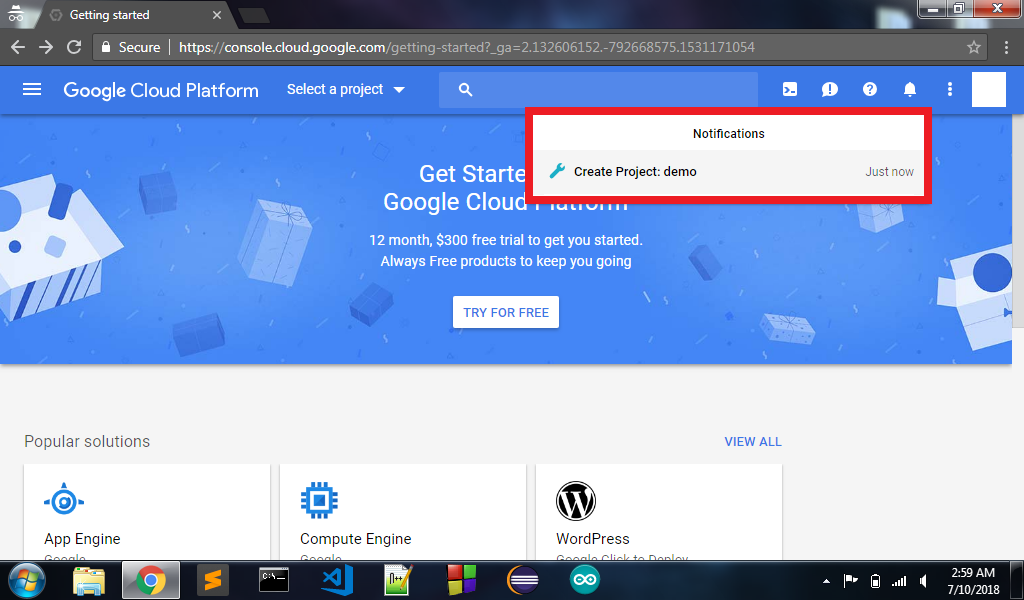 Getting started
Secure
https://console.cloud.google.com/getting-started?_ga=2.132606152.-792668575.1531171054
Google Cloud Platform
Select a project
Notifications
Create Project: demo
Just now
Get Starte
Google Cloud Platform
12 month, $300 free trial to get you started.
Always Free products to keep you going
TRY FOR FREE
Popular solutions
VIEW ALL
App Engine
Google
Compute Engine
Google
WordPress
Google Click to Deploy
C:\
n++
2:59 AM
7/10/2018